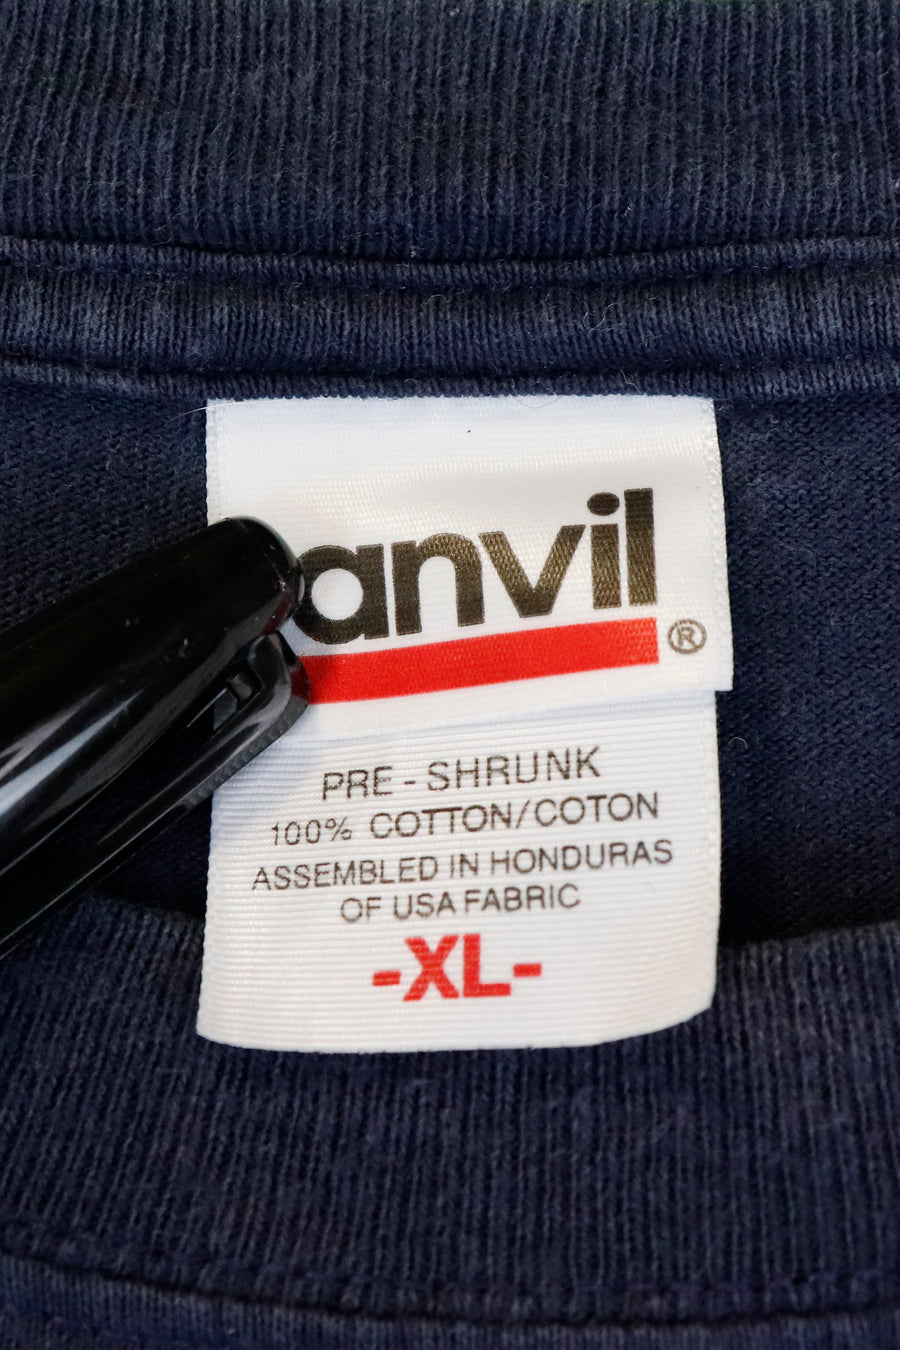 anvil
®
PRE - SHRUNK
100% COTTON/COTON
ASSEMBLED IN HONDURAS
OF USA FABRIC
-XL-